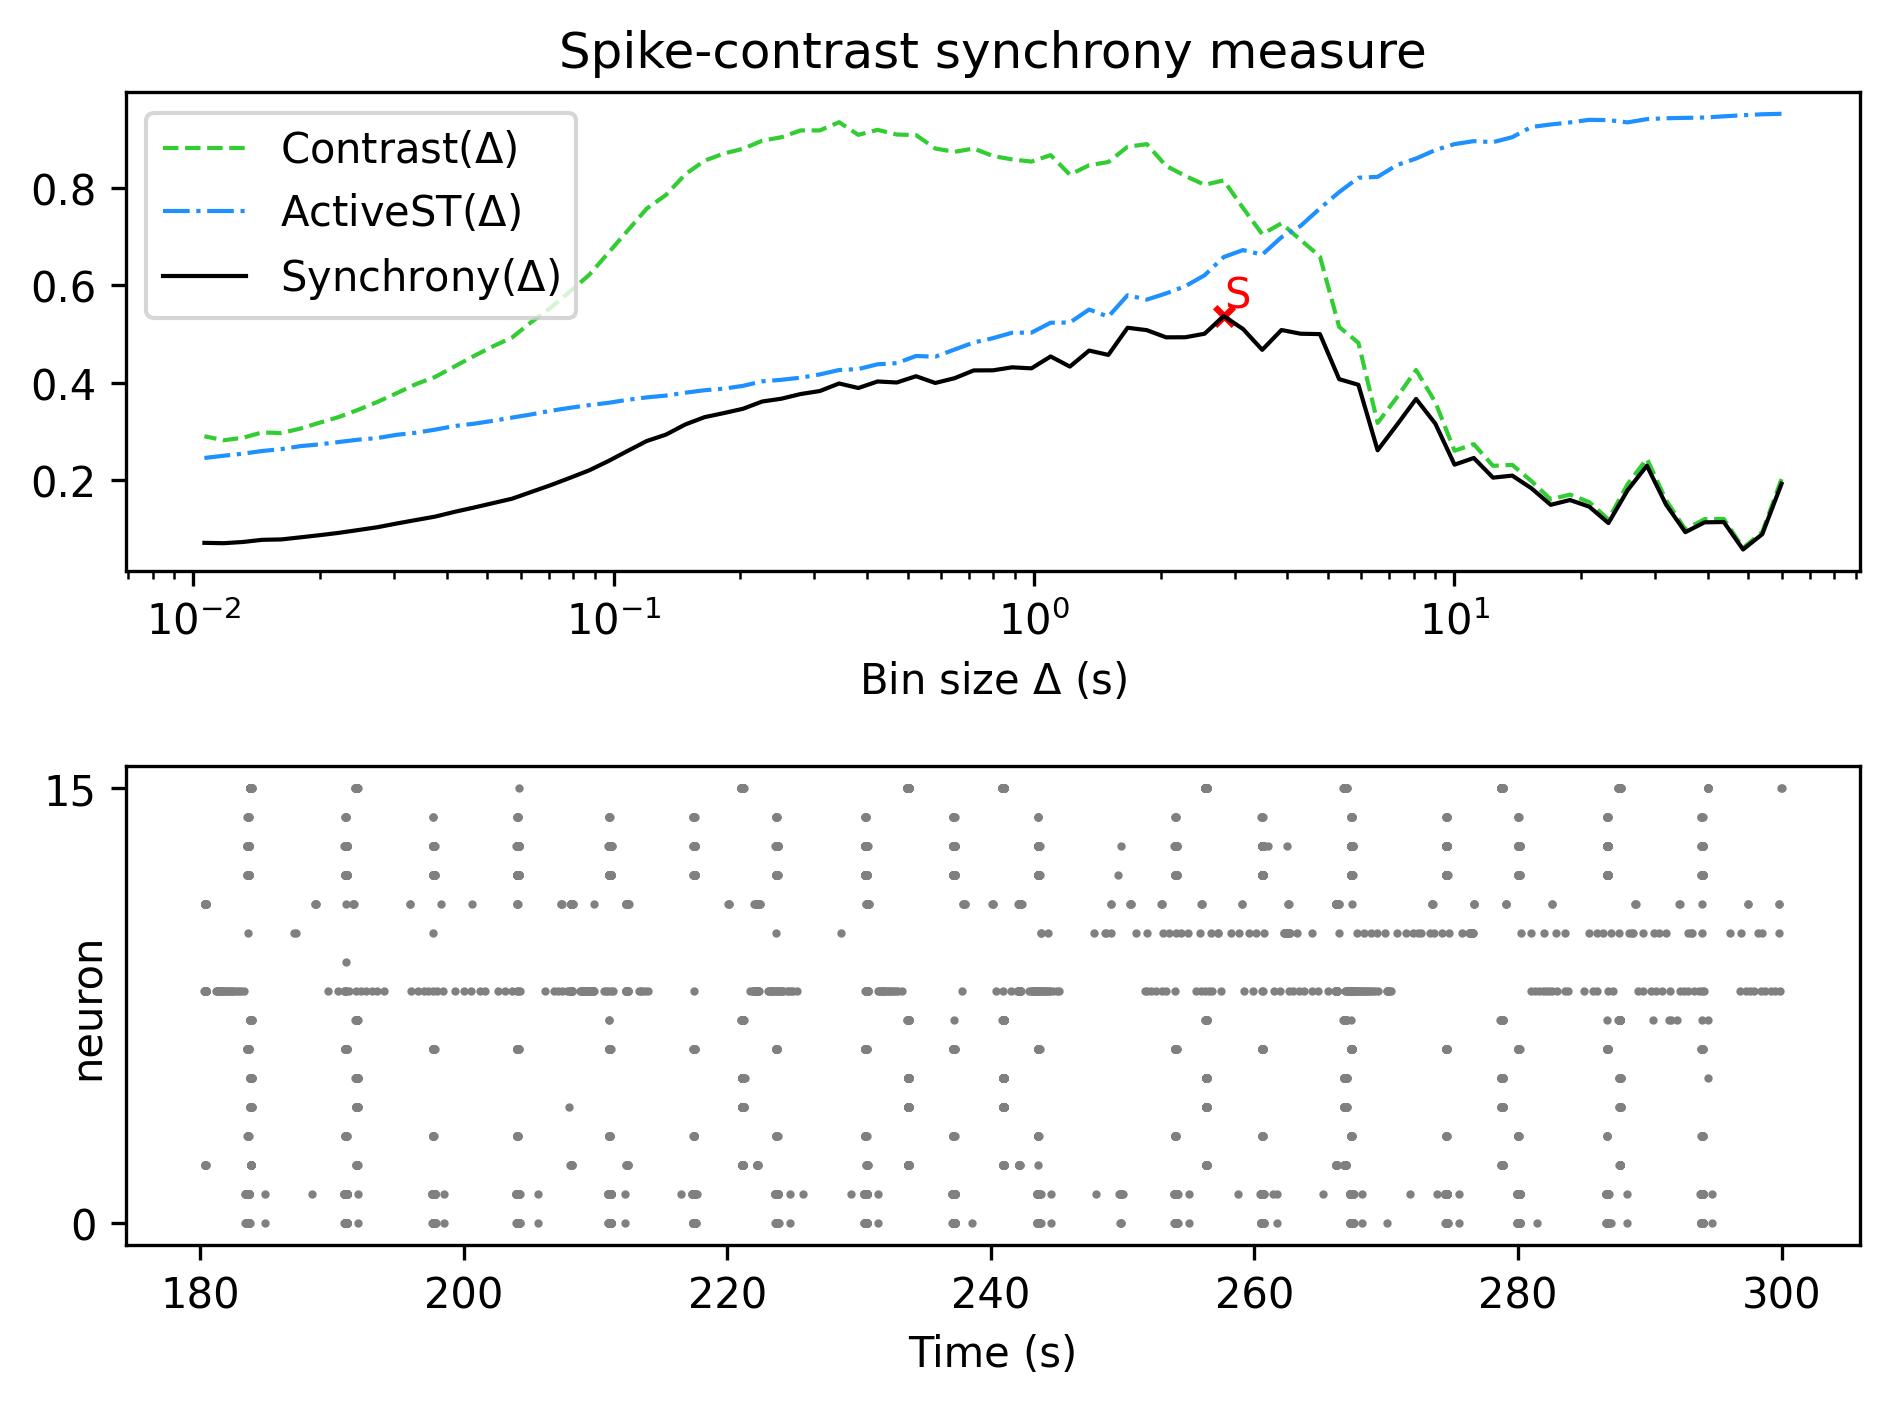 Spike-contrast synchrony measure
Contrast(Δ)
ActiveST(Δ)
Synchrony(Δ)
S
0.8
0.6
0.4
0.2
10⁻² 10⁻¹ 10⁰ 10¹
Bin size Δ (s)
15
0
neuron
180 200 220 240 260 280 300
Time (s)